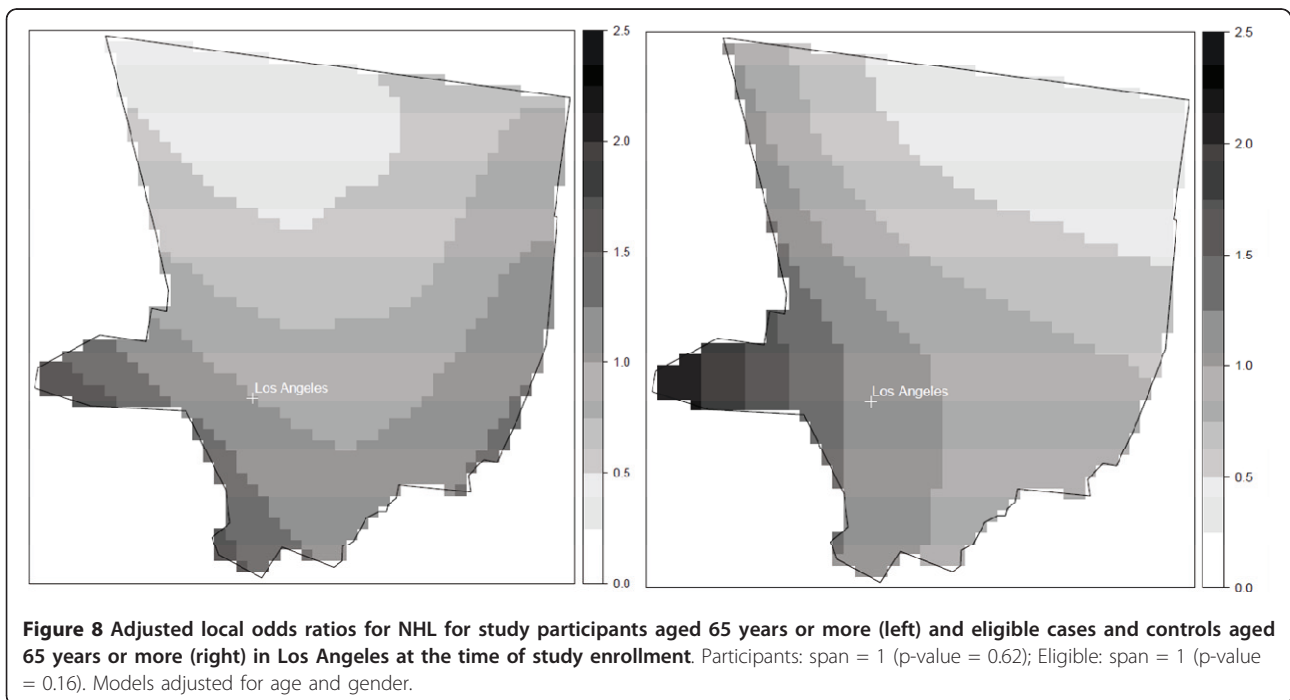 2.5
2.0
1.5
1.0
0.5
0.0
Los Angeles
2.5
2.0
1.5
1.0
0.5
0.0
Los Angeles
Figure 8 Adjusted local odds ratios for NHL for study participants aged 65 years or more (left) and eligible cases and controls aged
65 years or more (right) in Los Angeles at the time of study enrollment. Participants: span = 1 (p-value = 0.62); Eligible: span = 1 (p-value
= 0.16). Models adjusted for age and gender.